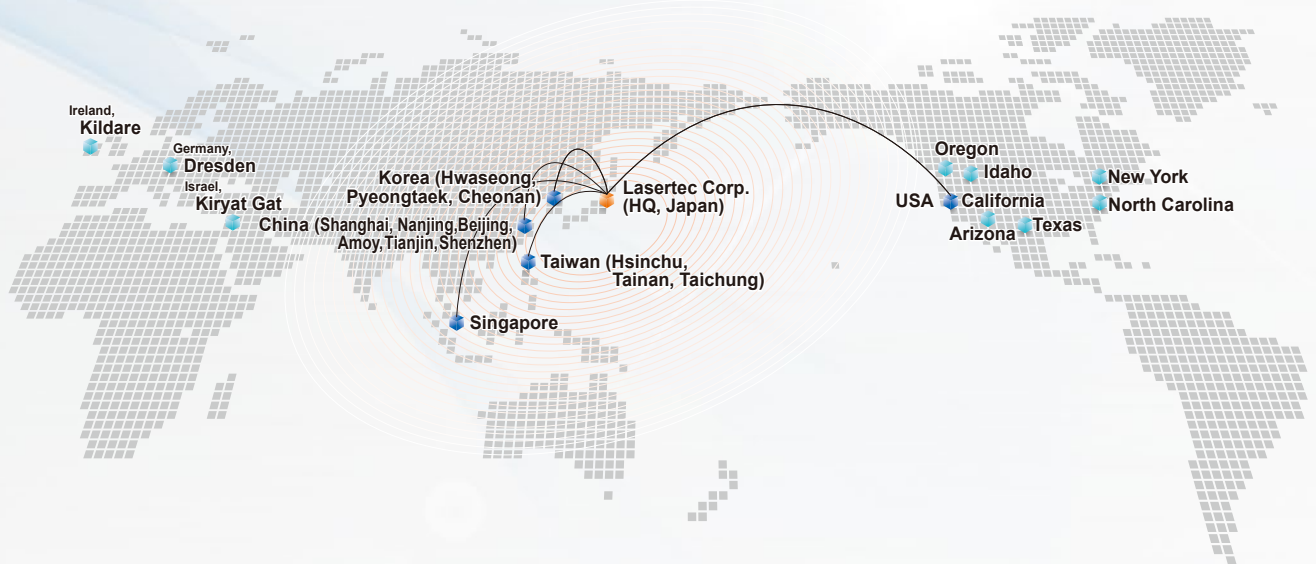 Ireland,
Kildare
Germany,
Dresden
Israel,
Kiryat Gat
Korea (Hwaseong,
Pyeongtaek, Cheonan)
China (Shanghai, Nanjing,Beijing,
Amoy,Tianjin,Shenzhen)
Lasertec Corp.
(HQ, Japan)
Taiwan (Hsinchu,
Tainan, Taichung)
Singapore
Oregon
Idaho
USA
California
Arizona
Texas
New York
North Carolina